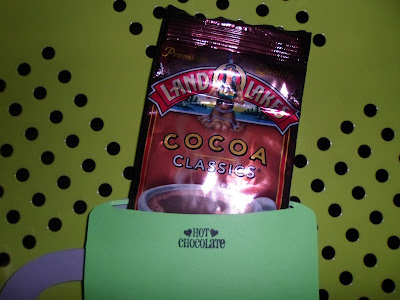 LAND O LAKES
COCOA
CLASSICS
HOT
CHOCOLATE